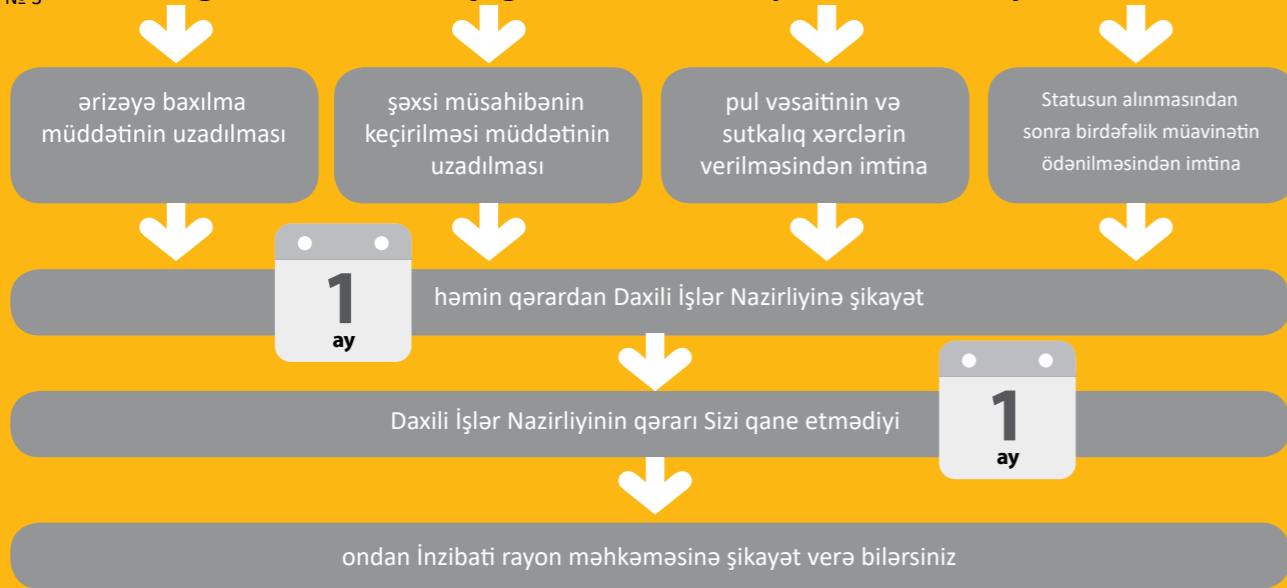 № 3
ərizəyə baxılma
müddətinin uzadılması
şəxsi müsahibənin
keçirilməsi müddətinin
uzadılması
pul vəsaitinin və
sutkalıq xərclərin
verilməsindən imtina
Statusun alınmasından
sonra birdəfəlik müavinətin
ödənilməsindən imtina
1
ay
həmin qərardan Daxili İşlər Nazirliyinə şikayət
Daxili İşlər Nazirliyinin qərarı Sizi qane etmədiyi
1
ay
ondan İnzibati rayon məhkəməsinə şikayət verə bilərsiniz